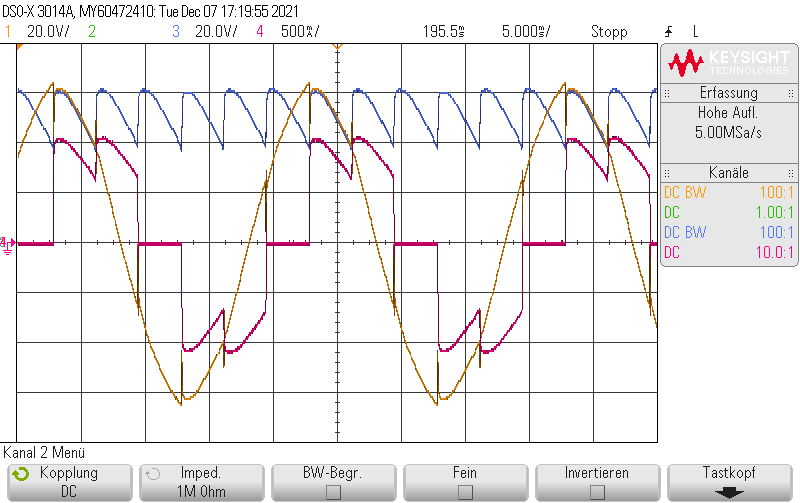 DSO-X 3014A, MY60472410: Tue Dec 07 17:19:55 2021
1 20.0V/ 2 3 20.0V/ 4 500%/ 195.5s 5.000s/ Stopp L
KEYSIGHT
TECHNOLOGIES
Erfassung
Hohe Aufl.
5.00MSa/s
Kanäle
DC BW 100:1
DC 1.00:1
DC BW 100:1
DC 10.0:1
Kanal 2 Menü
Kopplung Imped. BW-Begr. Fein Invertieren Tastkopf
DC 1M Ohm